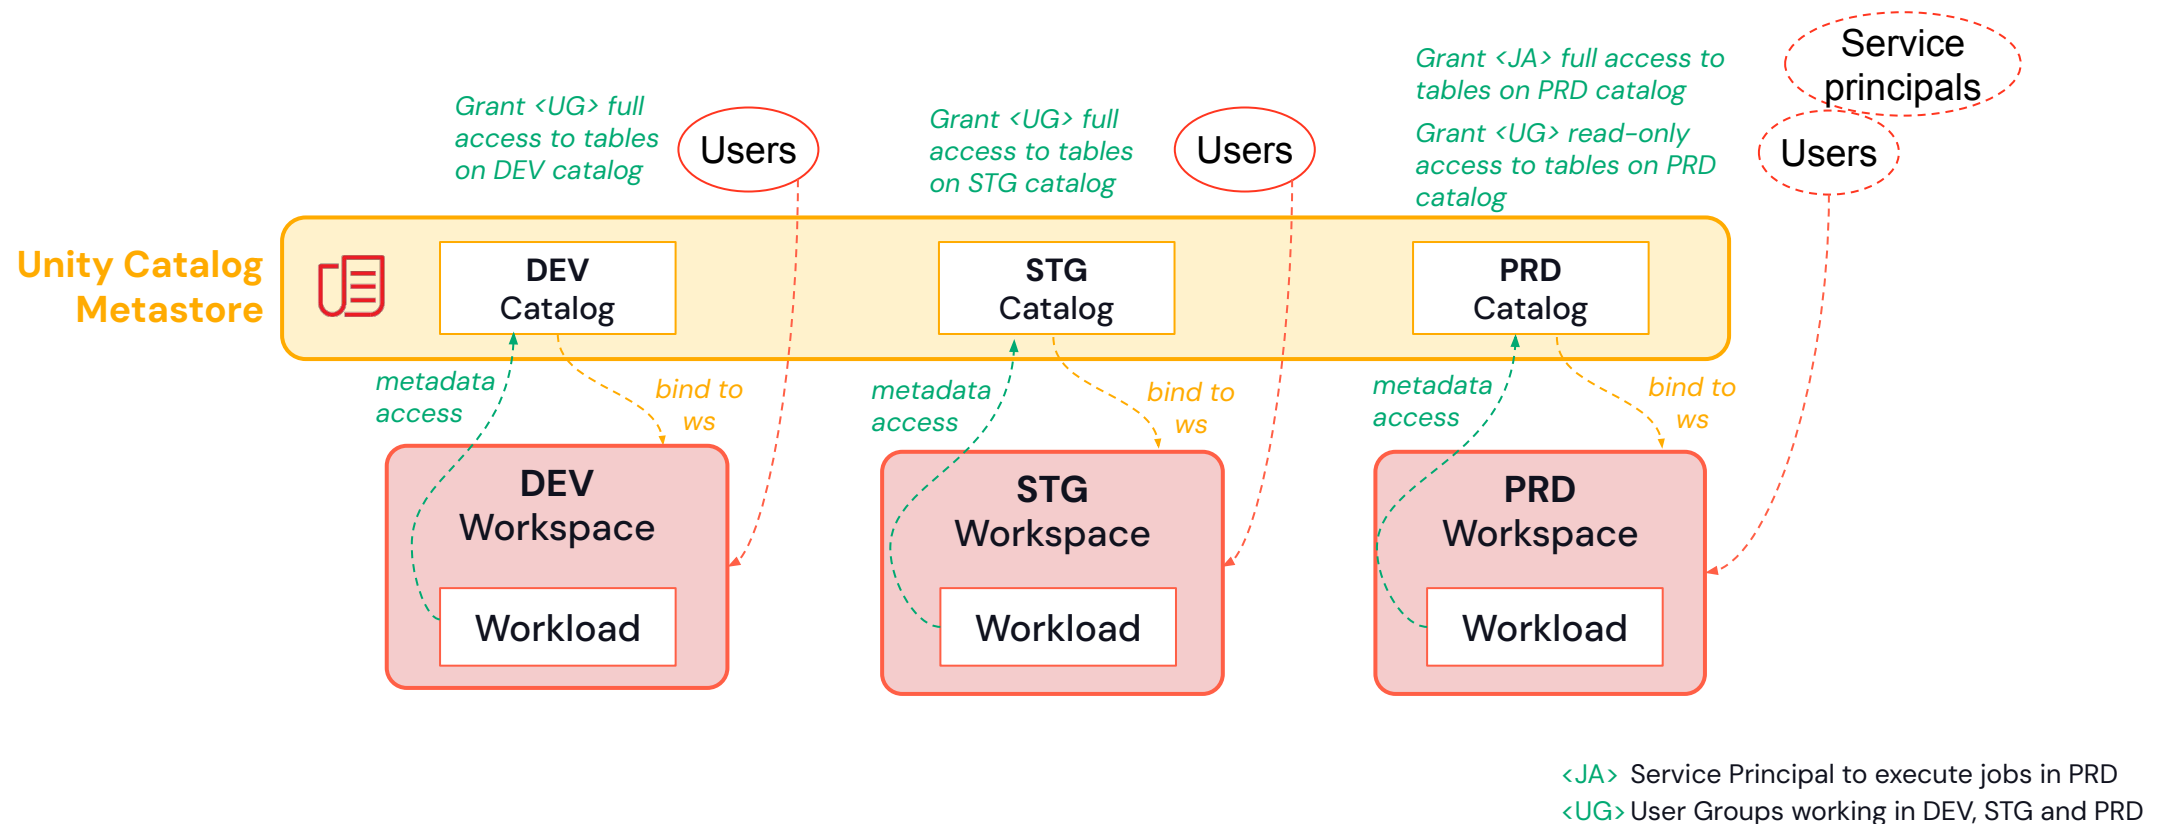 Service
principals
Grant <JA> full access to
tables on PRD catalog
Grant <UG> full
access to tables
on DEV catalog
Users
Grant <UG> full
access to tables
on STG catalog
Users
Grant <UG> read-only
access to tables on PRD
catalog
Users
Unity Catalog
Metastore
DEV
Catalog
STG
Catalog
PRD
Catalog
metadata
access
bind to
ws
metadata
access
bind to
ws
metadata
access
bind to
ws
DEV
Workspace
STG
Workspace
PRD
Workspace
Workload
Workload
Workload
<JA> Service Principal to execute jobs in PRD
<UG> User Groups working in DEV, STG and PRD